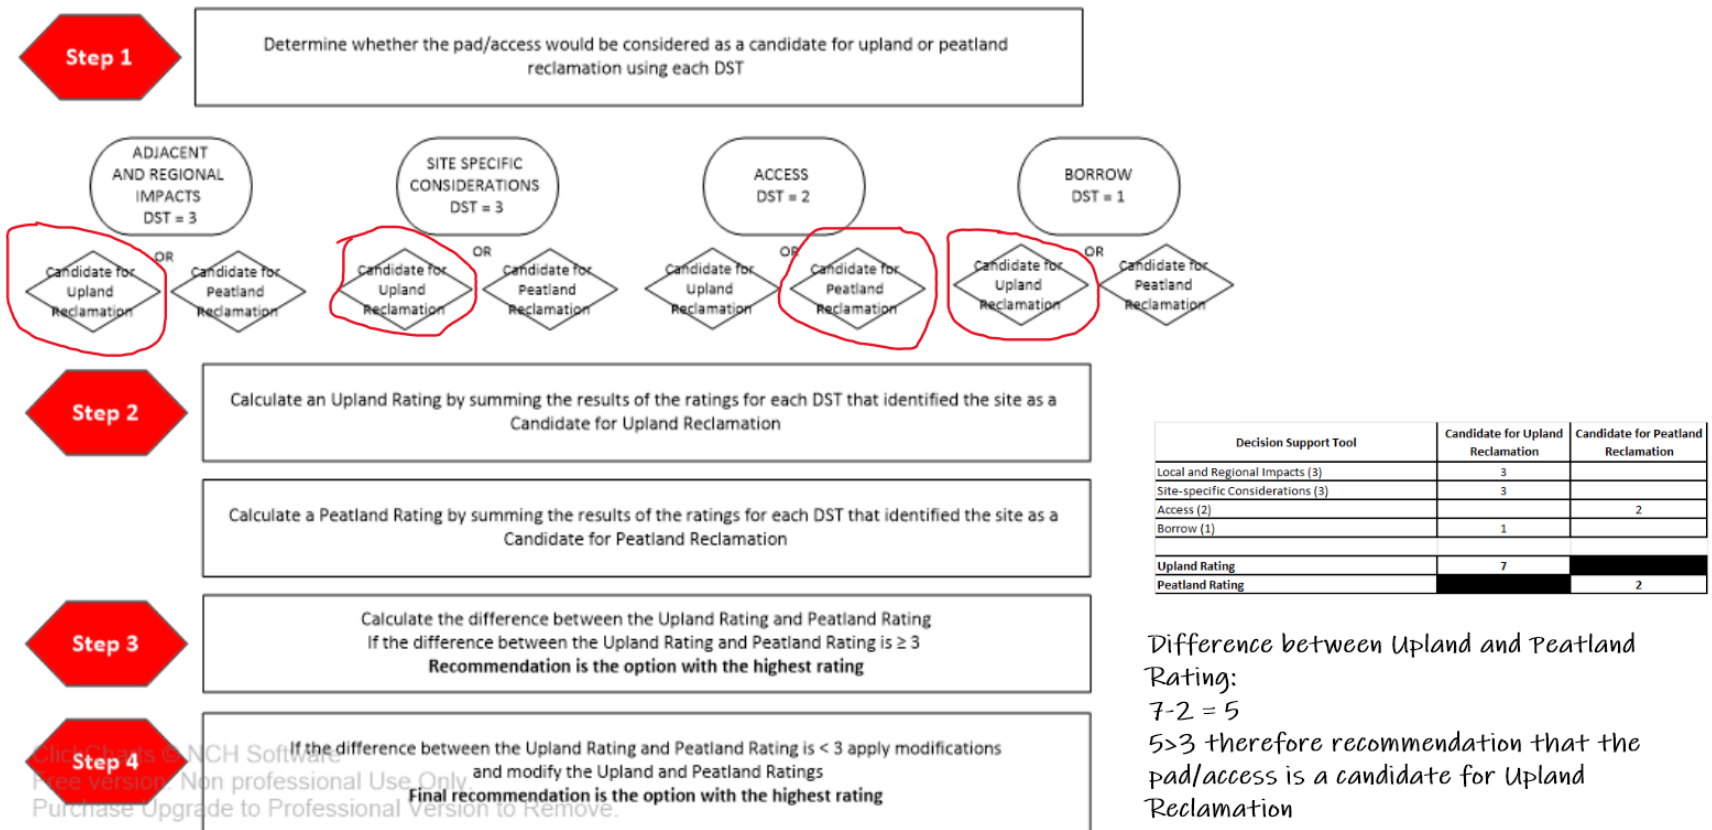 Step 1
Determine whether the pad/access would be considered as a candidate for upland or peatland
reclamation using each DST
ADJACENT
AND REGIONAL
IMPACTS
DST = 3
SITE SPECIFIC
CONSIDERATIONS
DST = 3
ACCESS
DST = 2
BORROW
DST = 1
Candidate for
Upland
Reclamation
OR
Candidate for
Peatland
Reclamation
Candidate for
Upland
Reclamation
OR
Candidate for
Peatland
Reclamation
Candidate for
Upland
Reclamation
OR
Candidate for
Peatland
Reclamation
Candidate for
Upland
Reclamation
OR
Candidate for
Peatland
Reclamation
Step 2
Calculate an Upland Rating by summing the results of the ratings for each DST that identified the site as a
Candidate for Upland Reclamation
Calculate a Peatland Rating by summing the results of the ratings for each DST that identified the site as a
Candidate for Peatland Reclamation
Step 3
Calculate the difference between the Upland Rating and Peatland Rating
If the difference between the Upland Rating and Peatland Rating is ≥ 3
Recommendation is the option with the highest rating
Step 4
If the difference between the Upland Rating and Peatland Rating is < 3 apply modifications
and modify the Upland and Peatland Ratings
Final recommendation is the option with the highest rating
ClickCharts © NCH Software
Free version. Non professional Use Only.
Purchase Upgrade to Professional Version to Remove.
Decision Support Tool
Candidate for Upland
Reclamation
Candidate for Peatland
Reclamation
Local and Regional Impacts (3) 3
Site-specific Considerations (3) 3
Access (2) 2
Borrow (1) 1
Upland Rating 7
Peatland Rating 2
Difference between Upland and Peatland
Rating:
7-2 = 5
5>3 therefore recommendation that the
pad/access is a candidate for Upland
Reclamation